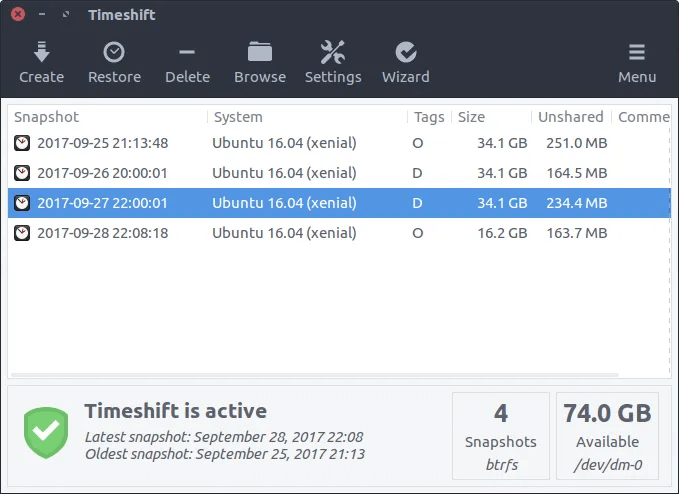 Timeshift
Create Restore Delete Browse Settings Wizard Menu
Snapshot System Tags Size Unshared Comme
2017-09-25 21:13:48 Ubuntu 16.04 (xenial) O 34.1 GB 251.0 MB
2017-09-26 20:00:01 Ubuntu 16.04 (xenial) D 34.1 GB 164.5 MB
2017-09-27 22:00:01 Ubuntu 16.04 (xenial) D 34.1 GB 234.4 MB
2017-09-28 22:08:18 Ubuntu 16.04 (xenial) O 16.2 GB 163.7 MB
Timeshift is active
Latest snapshot: September 28, 2017 22:08
Oldest snapshot: September 25, 2017 21:13
4
Snapshots
btrfs
74.0 GB
Available
/dev/dm-0